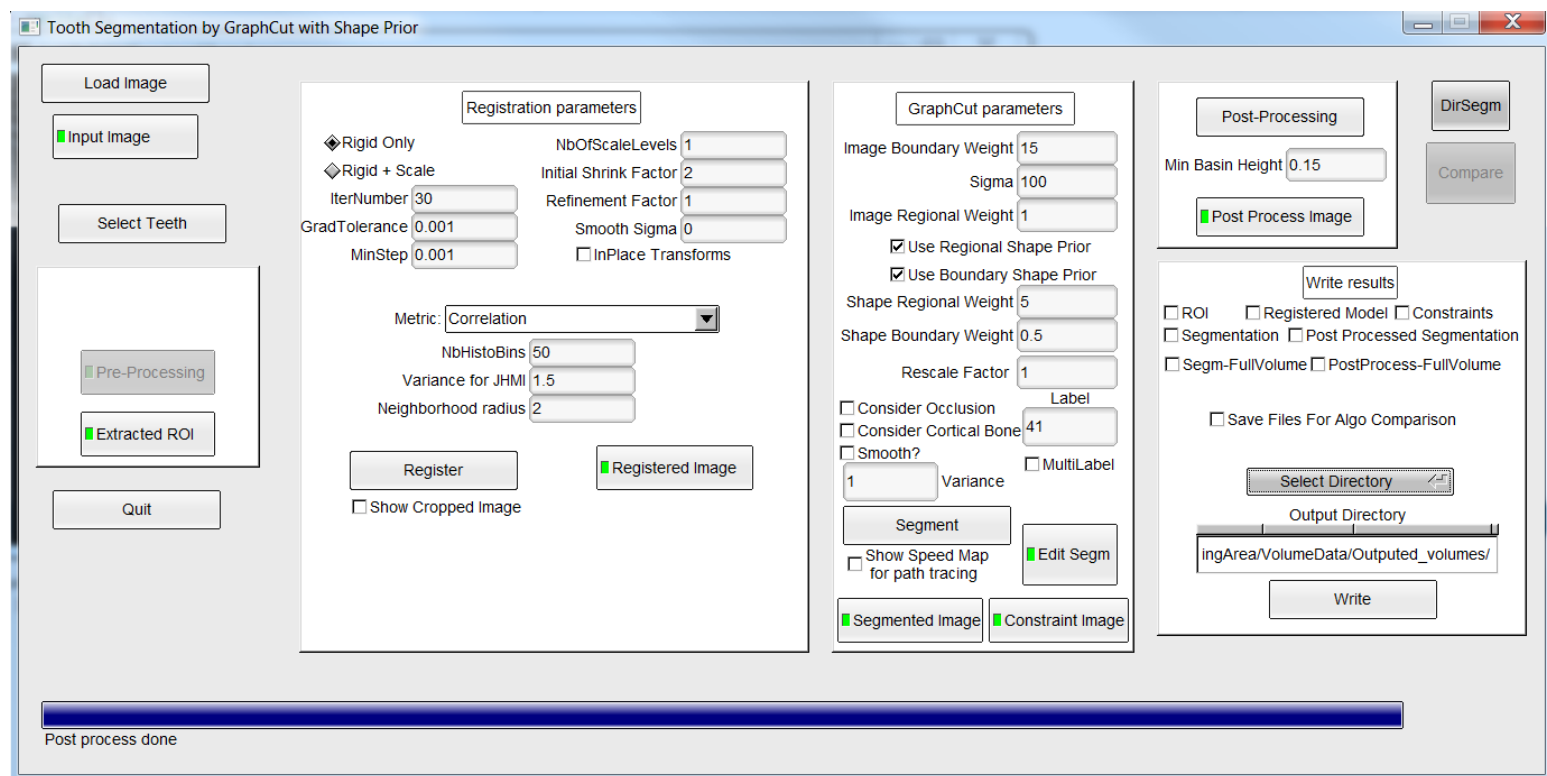 Tooth Segmentation by GraphCut with Shape Prior
Load Image
Input Image
Select Teeth
Pre-Processing
Extracted ROI
Quit
Registration parameters
Rigid Only
Rigid + Scale
IterNumber 30
GradTolerance 0.001
MinStep 0.001
NbOfScaleLevels 1
Initial Shrink Factor 2
Refinement Factor 1
Smooth Sigma 0
InPlace Transforms
Metric: Correlation
NbHistoBins 50
Variance for JHMI 1.5
Neighborhood radius 2
Register
Registered Image
Show Cropped Image
GraphCut parameters
Image Boundary Weight 15
Sigma 100
Image Regional Weight 1
Use Regional Shape Prior
Use Boundary Shape Prior
Shape Regional Weight 5
Shape Boundary Weight 0.5
Rescale Factor 1
Consider Occlusion
Consider Cortical Bone
Label
41
Smooth?
MultiLabel
1 Variance
Segment
Show Speed Map
for path tracing
Edit Segm
Segmented Image
Constraint Image
Post-Processing
Min Basin Height 0.15
Post Process Image
DirSegm
Compare
Write results
ROI Registered Model Constraints
Segmentation Post Processed Segmentation
Segm-FullVolume PostProcess-FullVolume
Save Files For Algo Comparison
Select Directory
Output Directory
ingArea/VolumeData/Outputed_volumes/
Write
Post process done